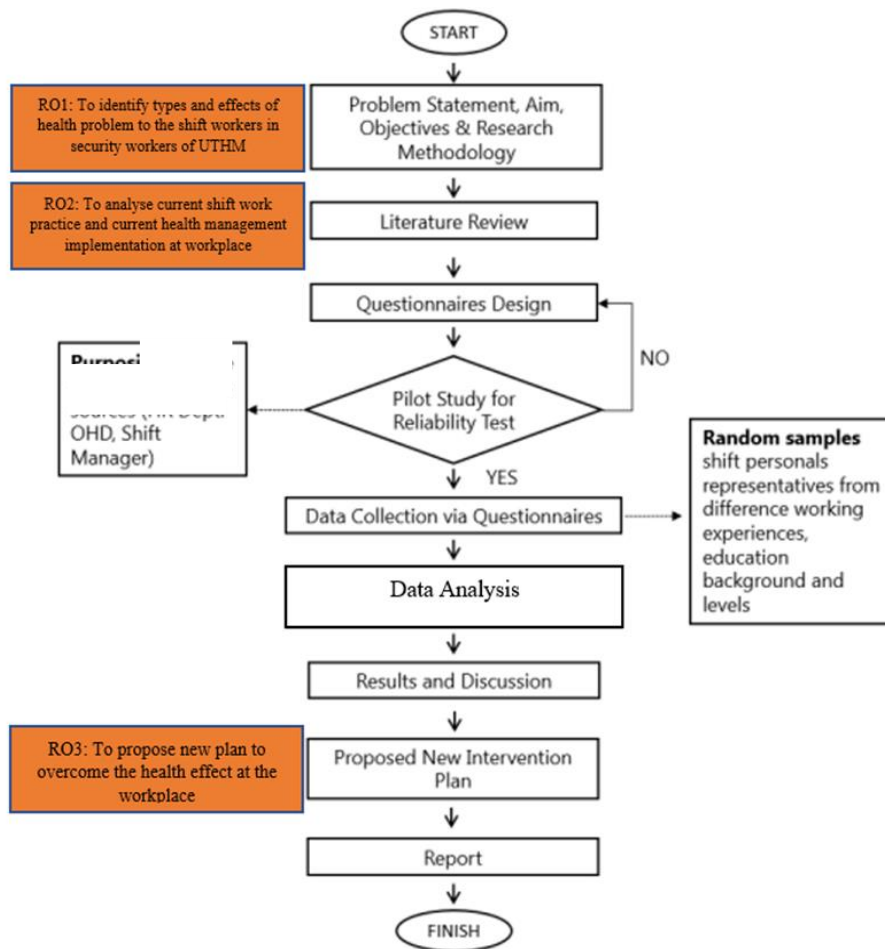 START
RO1: To identify types and effects of
health problem to the shift workers in
security workers of UTHM
Problem Statement, Aim,
Objectives & Research
Methodology
RO2: To analyse current shift work
practice and current health management
implementation at workplace
Literature Review
Questionnaires Design
NO
Pilot Study for
Reliability Test
OHD, Shift
Manager)
YES
Data Collection via Questionnaires
Random samples
shift personals
representatives from
difference working
experiences,
education
background and
levels
Data Analysis
Results and Discussion
RO3: To propose new plan to
overcome the health effect at the
workplace
Proposed New Intervention
Plan
Report
FINISH